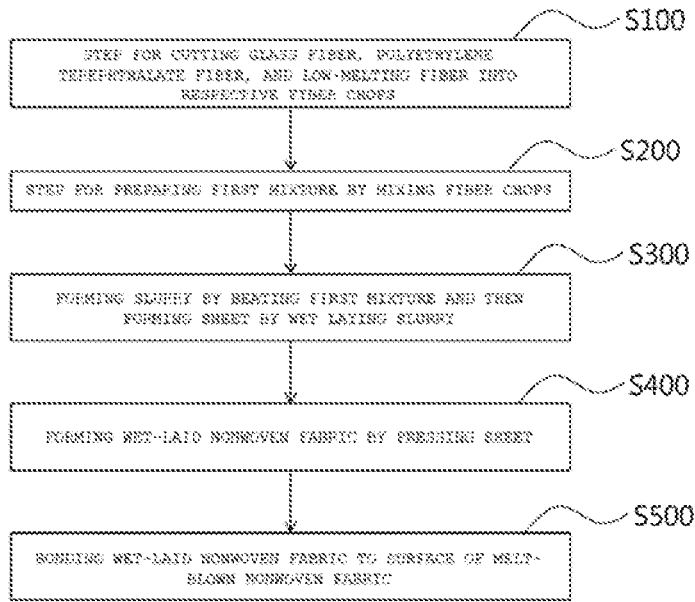 S100
STEP FOR CUTTING GLASS FIBER, POLYETHYLENE
TEREPHTHALATE FIBER, AND LOW-MELTING FIBER INTO
RESPECTIVE FIBER CHOPS
S200
STEP FOR PREPARING FIRST MIXTURE BY MIXING FIBER CHOPS
S300
FORMING SLURRY BY BEATING FIRST MIXTURE AND THEN
FORMING SHEET BY WET LAYING SLURRY
S400
FORMING WET-LAID NONWOVEN FABRIC BY PRESSING SHEET
S500
BONDING WET-LAID NONWOVEN FABRIC TO SURFACE OF MELT-
BLOWN NONWOVEN FABRIC